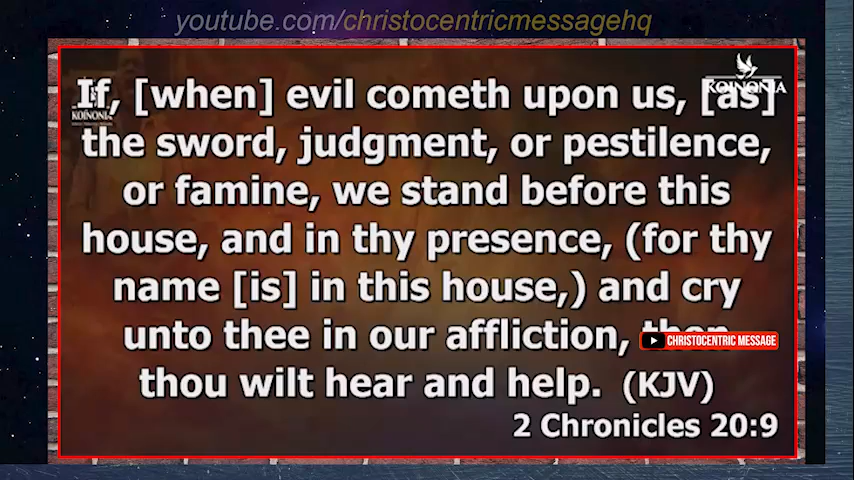 youtube.com/christocentricmessagehq
If, [when] evil cometh upon us, [as]
KOINONIA
KOINONIA
the sword, judgment, or pestilence,
or famine, we stand before this
house, and in thy presence, (for thy
name [is] in this house,) and cry
unto thee in our affliction, then
CHRISTOCENTRIC MESSAGE
thou wilt hear and help. (KJV)
2 Chronicles 20:9